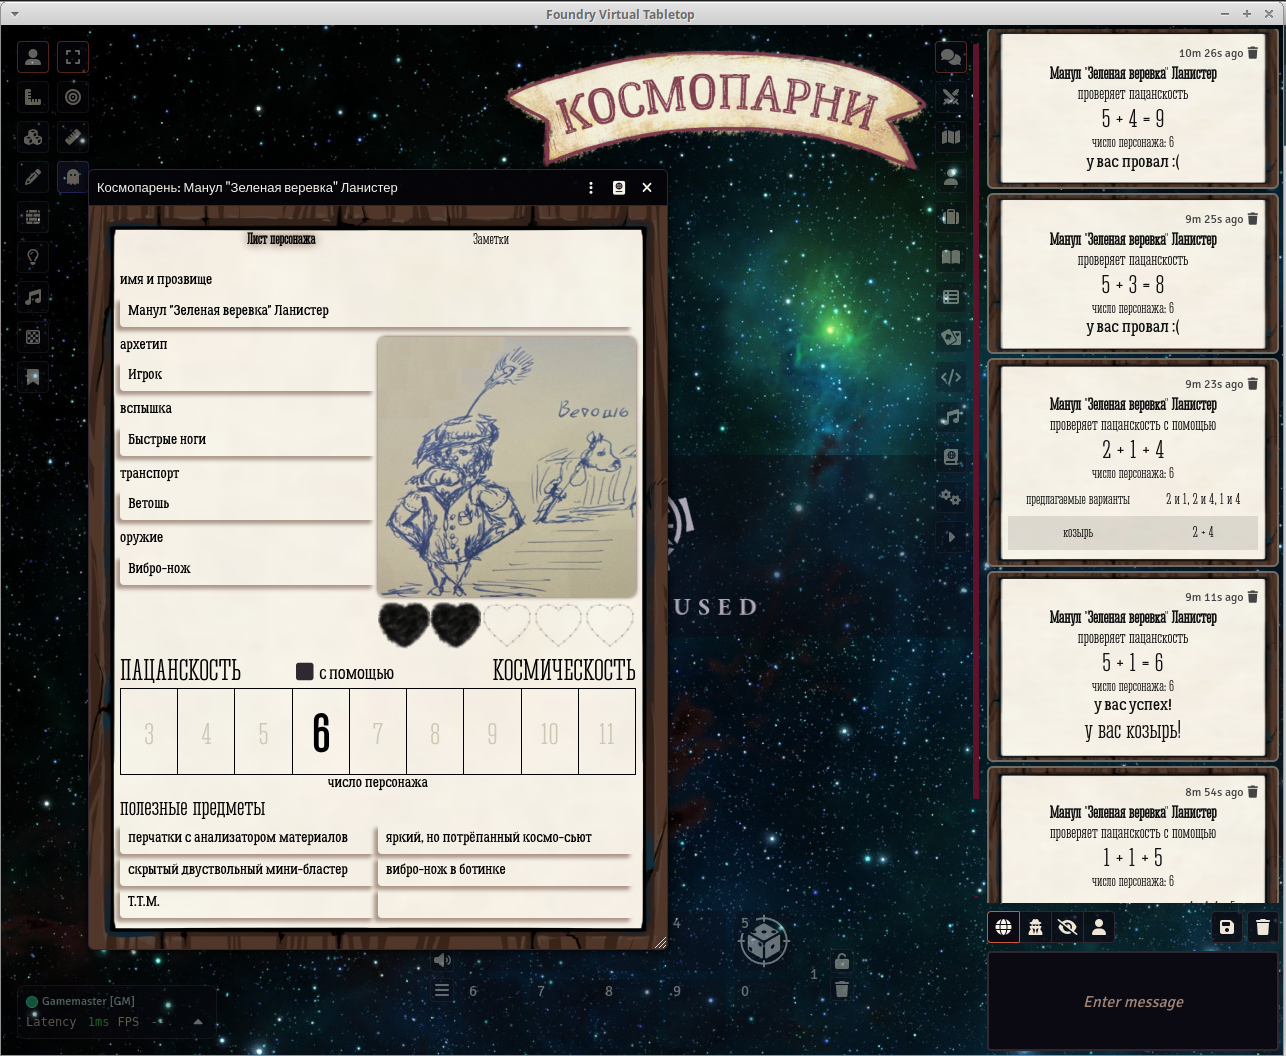 Foundry Virtual Tabletop
КОСМОПАРНИ
Космопарень: Манул "Зеленая веревка" Ланистер
Лист персонажа
Заметки
имя и прозвище
Манул "Зеленая веревка" Ланистер
архетип
Игрок
вспышка
Быстрые ноги
транспорт
Ветошь
оружие
Вибро-нож
Ветошь
ПАЦАНСКОСТЬ
с помощью
КОСМИЧЕСКОСТЬ
3 4 5 6 7 8 9 10 11
число персонажа
полезные предметы
перчатки с анализатором материалов
яркий, но потрёпанный космо-сьют
скрытый двуствольный мини-бластер
вибро-нож в ботинке
Т.Т.М.
USED
4 5
1
6 7 8 9 0
Gamemaster [GM]
Latency 1ms FPS --
10m 26s ago
Манул "Зеленая веревка" Ланистер
проверяет пацанскость
5 + 4 = 9
число персонажа: 6
у вас провал :(
9m 25s ago
Манул "Зеленая веревка" Ланистер
проверяет пацанскость
5 + 3 = 8
число персонажа: 6
у вас провал :(
9m 23s ago
Манул "Зеленая веревка" Ланистер
проверяет пацанскость с помощью
2 + 1 + 4
число персонажа: 6
предлагаемые варианты 2 и 1, 2 и 4, 1 и 4
козырь 2 + 4
9m 11s ago
Манул "Зеленая веревка" Ланистер
проверяет пацанскость
5 + 1 = 6
число персонажа: 6
у вас успех!
у вас козырь!
8m 54s ago
Манул "Зеленая веревка" Ланистер
проверяет пацанскость с помощью
1 + 1 + 5
число персонажа: 6
Enter message